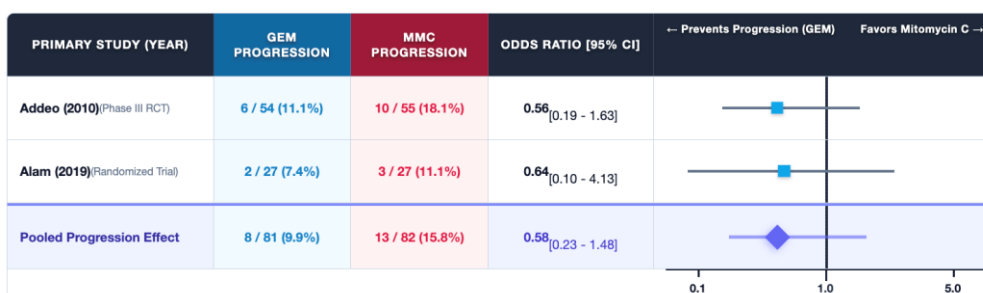 PRIMARY STUDY (YEAR)
GEM
PROGRESSION
MMC
PROGRESSION
ODDS RATIO [95% CI]
← Prevents Progression (GEM)
Favors Mitomycin C →
Addeo (2010)(Phase III RCT)
6 / 54 (11.1%)
10 / 55 (18.1%)
0.56[0.19 - 1.63]
Alam (2019)(Randomized Trial)
2 / 27 (7.4%)
3 / 27 (11.1%)
0.64[0.10 - 4.13]
Pooled Progression Effect
8 / 81 (9.9%)
13 / 82 (15.8%)
0.58[0.23 - 1.48]
0.1
1.0
5.0